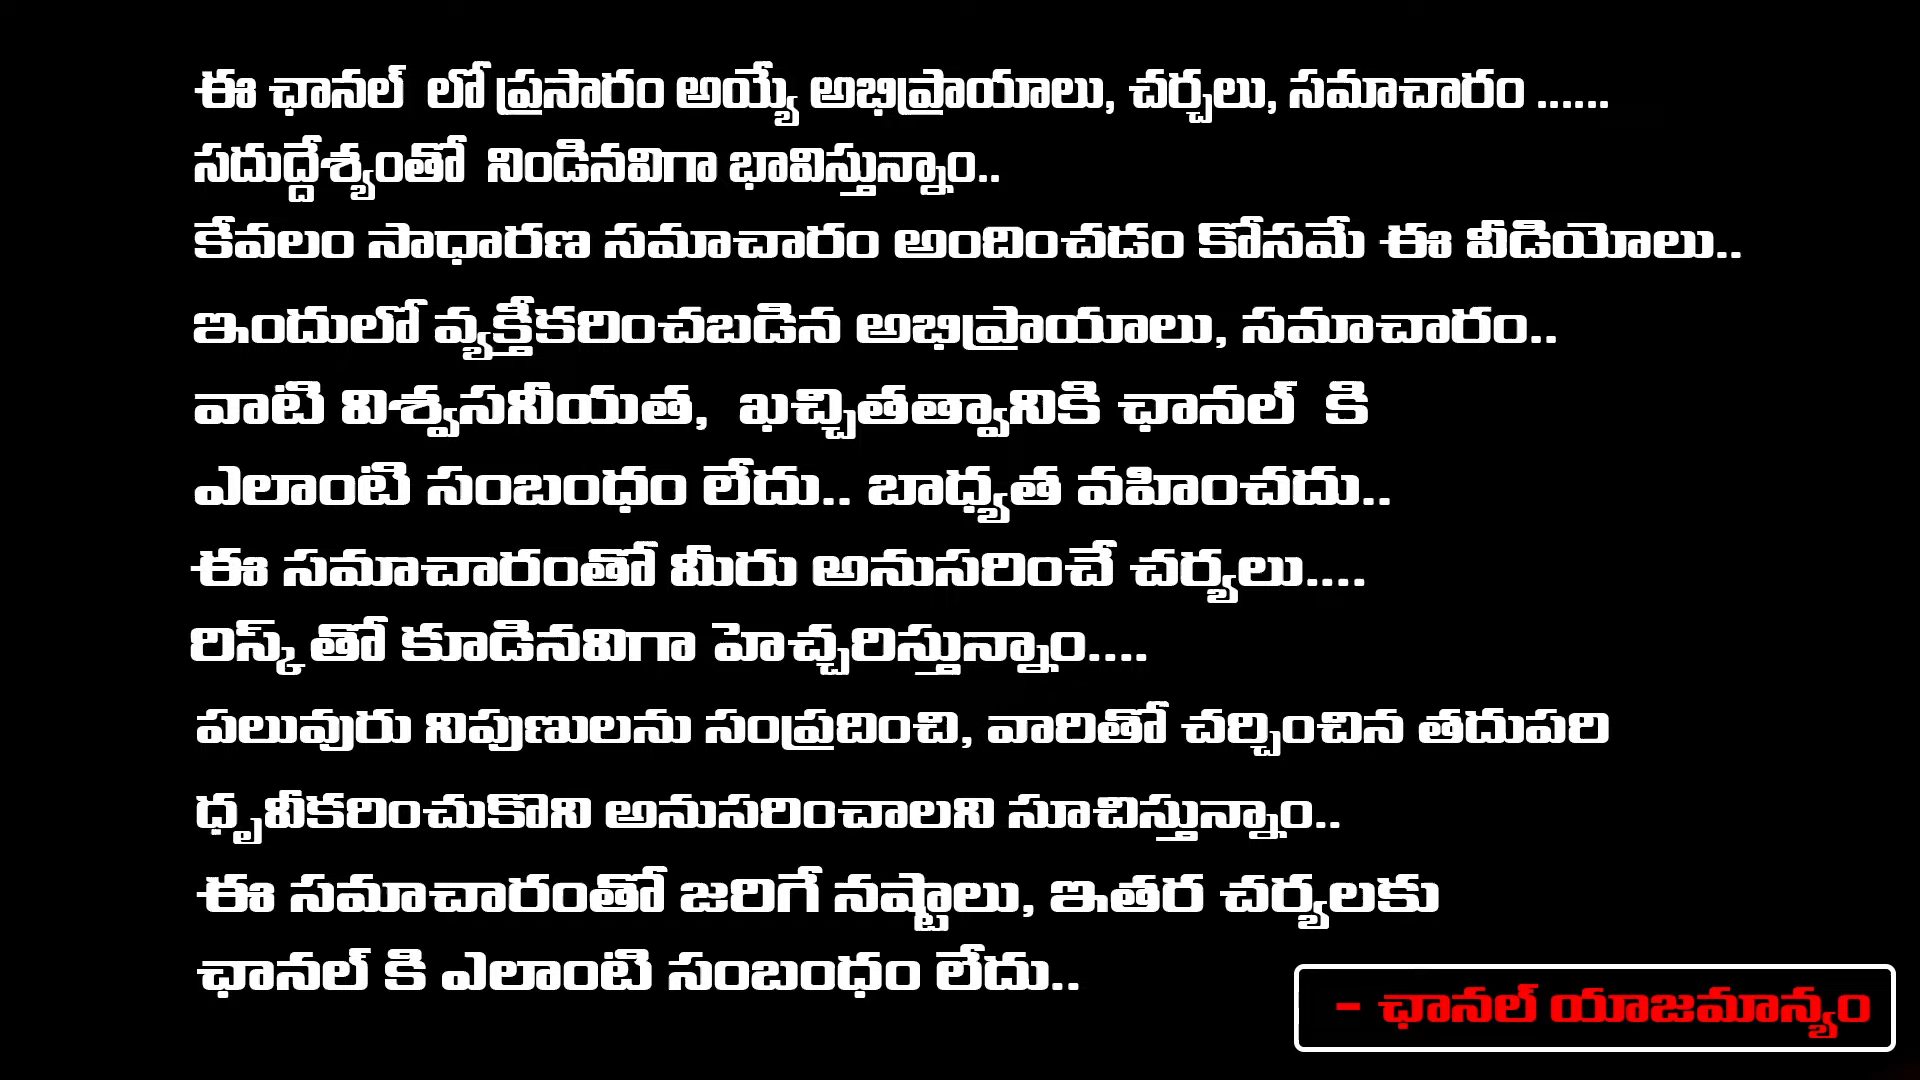 ఈ ఛానల్ లో ప్రసారం అయ్యే అభిప్రాయాలు, చర్చలు, సమాచారం ......
సదుద్దేశ్యంతో నిండినవిగా భావిస్తున్నాం..
కేవలం సాధారణ సమాచారం అందించడం కోసమే ఈ వీడియోలు..
ఇందులో వ్యక్తీకరించబడిన అభిప్రాయాలు, సమాచారం..
వాటి విశ్వసనీయత, ఖచ్చితత్వానికి ఛానల్ కి
ఎలాంటి సంబంధం లేదు.. బాధ్యత వహించదు..
ఈ సమాచారంతో మీరు అనుసరించే చర్యలు....
రిస్క్ తో కూడినవిగా హెచ్చరిస్తున్నాం....
పలువురు నిపుణులను సంప్రదించి, వారితో చర్చించిన తదుపరి
ధృవీకరించుకొని అనుసరించాలని సూచిస్తున్నాం..
ఈ సమాచారంతో జరిగే నష్టాలు, ఇతర చర్యలకు
ఛానల్ కి ఎలాంటి సంబంధం లేదు..
- ఛానల్ యాజమాన్యం